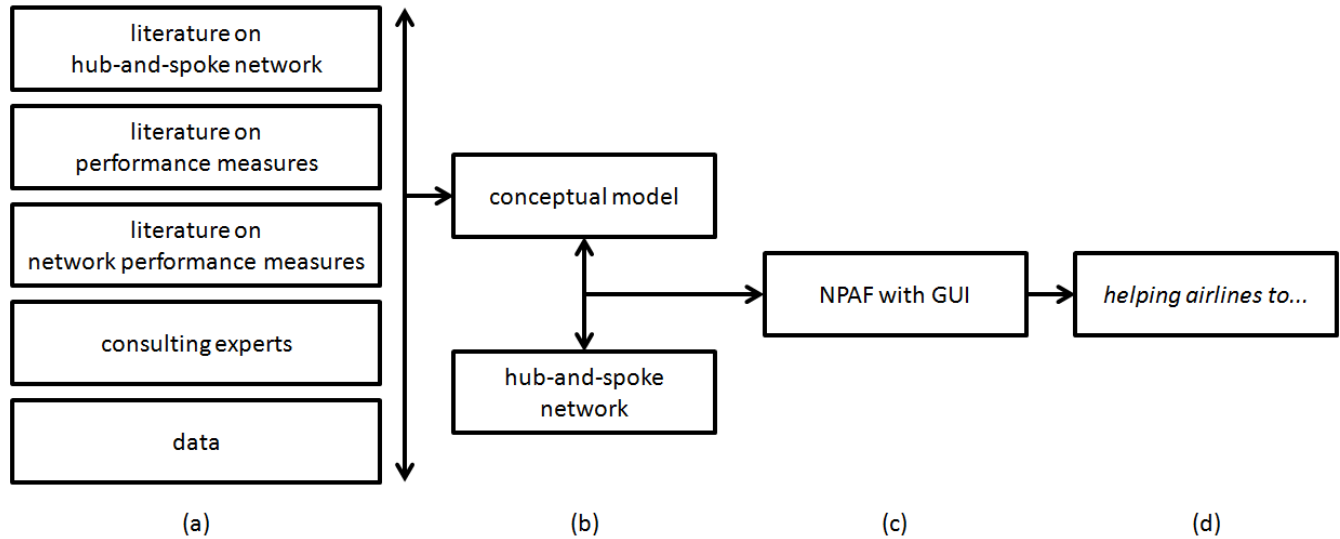 literature on
hub-and-spoke network
literature on
performance measures
literature on
network performance measures
consulting experts
data
conceptual model
hub-and-spoke
network
NPAF with GUI
helping airlines to...
(a)
(b)
(c)
(d)